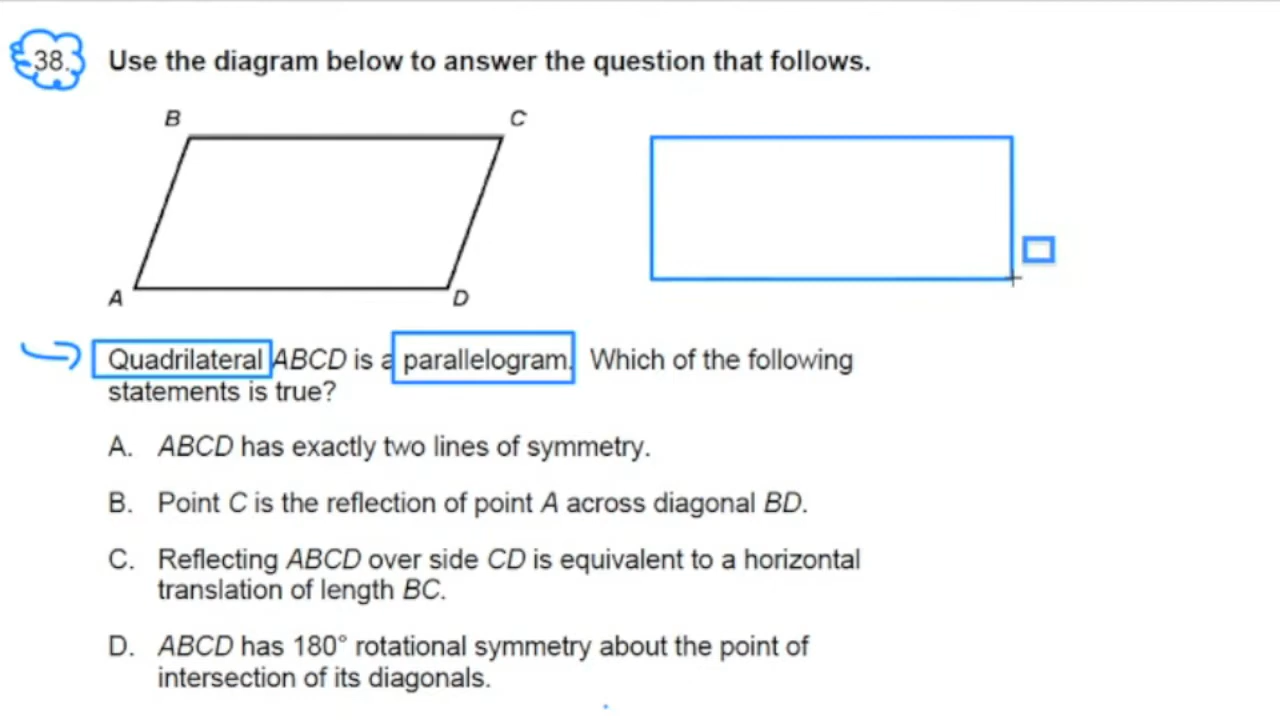 38. Use the diagram below to answer the question that follows.
B C
A D
Quadrilateral ABCD is a parallelogram. Which of the following
statements is true?
A. ABCD has exactly two lines of symmetry.
B. Point C is the reflection of point A across diagonal BD.
C. Reflecting ABCD over side CD is equivalent to a horizontal
translation of length BC.
D. ABCD has 180° rotational symmetry about the point of
intersection of its diagonals.